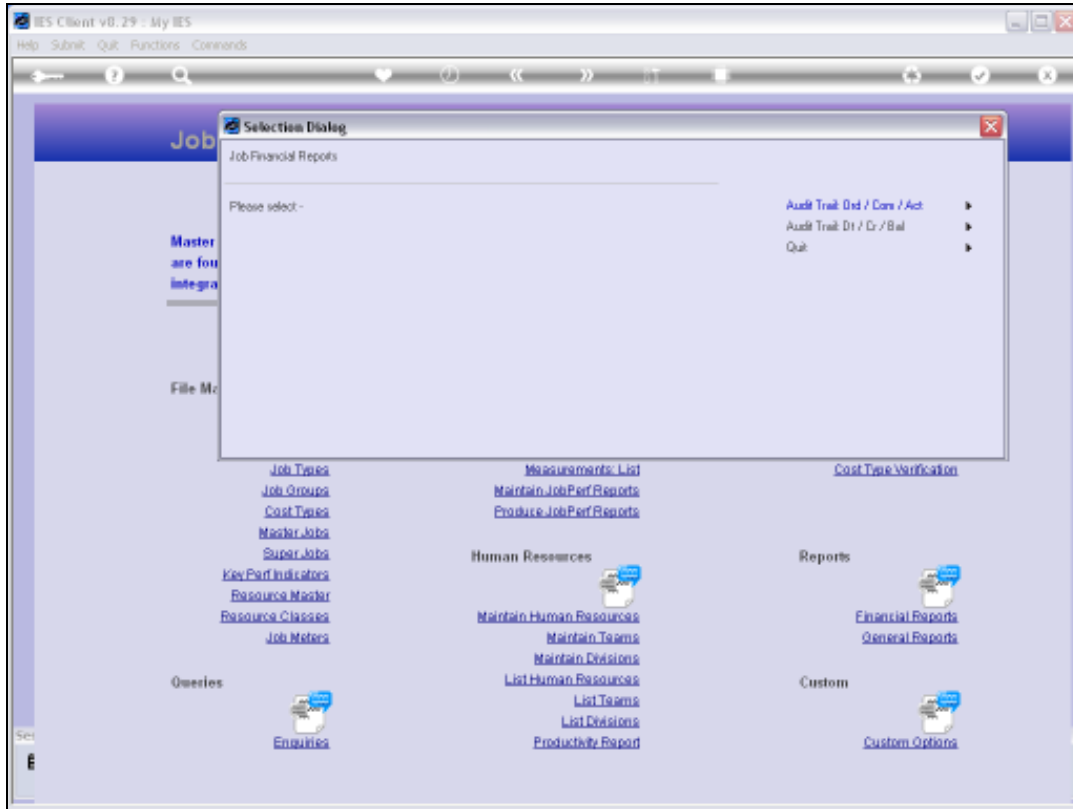 IES Client v8.29 : My IES
Help Submit Quit Functions Commands
Job
Selection Dialog
Job Financial Reports
Please select -
Audit Trail: Ord / Com / Act
Audit Trail: Dt / Cr / Bal
Quit
Master
are fou
integra
File Ma
Job Types
Job Groups
Cost Types
Master Jobs
Super Jobs
Key Perf Indicators
Resource Master
Resource Classes
Job Meters
Queries
Enquiries
Measurements: List
Maintain JobPerf Reports
Produce JobPerf Reports
Human Resources
Maintain Human Resources
Maintain Teams
Maintain Divisions
List Human Resources
List Teams
List Divisions
Productivity Report
Cost Type Verification
Reports
Financial Reports
General Reports
Custom
Custom Options